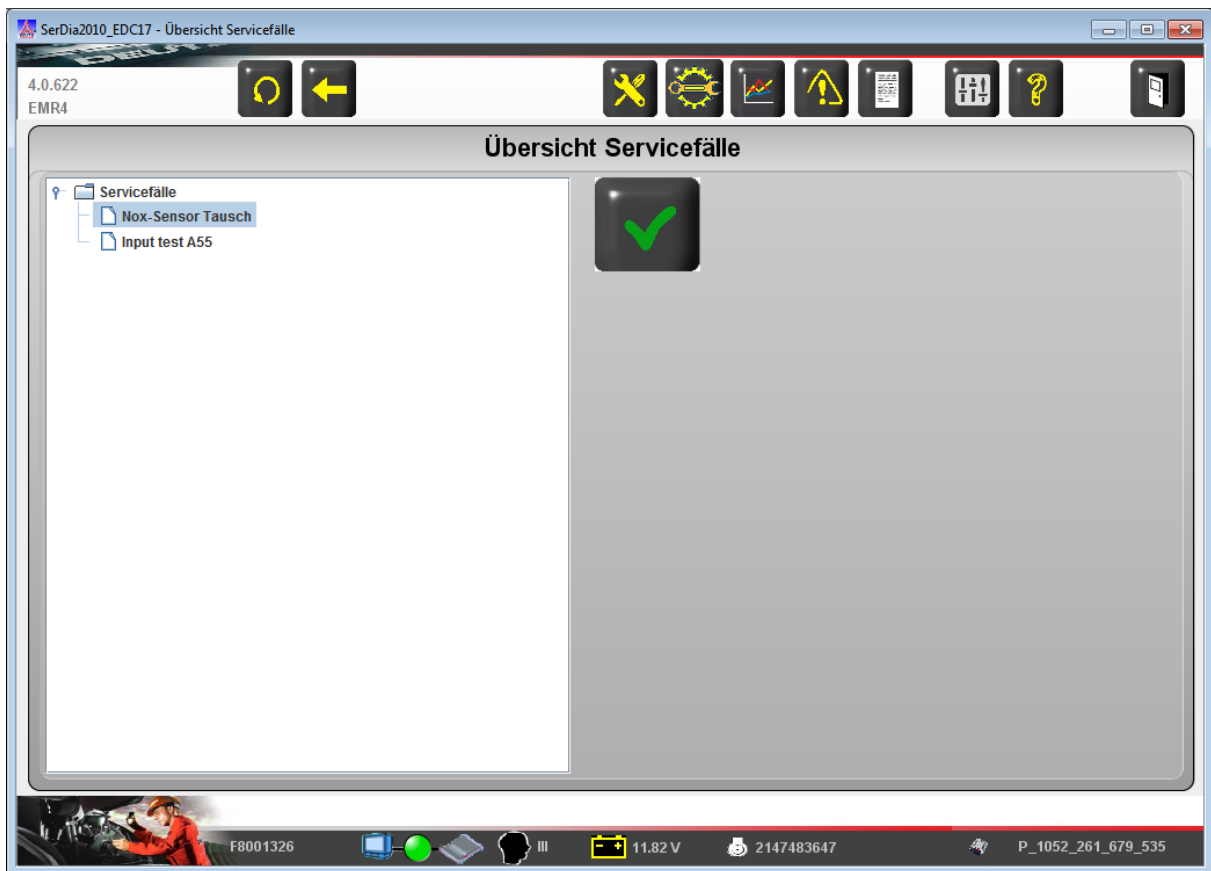 SerDia2010_EDC17 - Übersicht Servicefälle
4.0.622
EMR4
Übersicht Servicefälle
Servicefälle
Nox-Sensor Tausch
Input test A55
F8001326 III 11.82 V 2147483647 P_1052_261_679_535